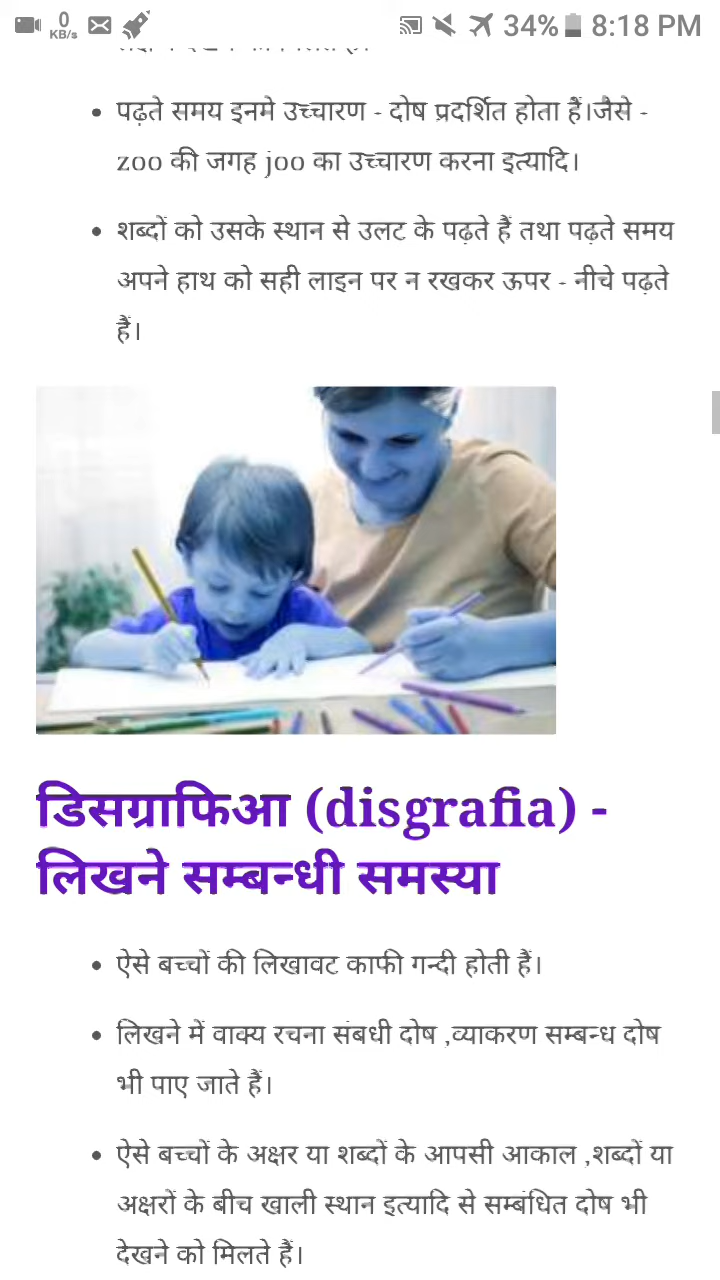 0
KB/s
34% 8:18 PM
पढ़ते समय इनमे उच्चारण - दोष प्रदर्शित होता हैं।जैसे -
zoo की जगह joo का उच्चारण करना इत्यादि।
शब्दों को उसके स्थान से उलट के पढ़ते हैं तथा पढ़ते समय
अपने हाथ को सही लाइन पर न रखकर ऊपर - नीचे पढ़ते
हैं।
डिसग्राफिआ (disgrafia) -
लिखने सम्बन्धी समस्या
ऐसे बच्चों की लिखावट काफी गन्दी होती हैं।
लिखने में वाक्य रचना संबधी दोष ,व्याकरण सम्बन्ध दोष
भी पाए जाते हैं।
ऐसे बच्चों के अक्षर या शब्दों के आपसी आकाल ,शब्दों या
अक्षरों के बीच खाली स्थान इत्यादि से सम्बंधित दोष भी
देखने को मिलते हैं।